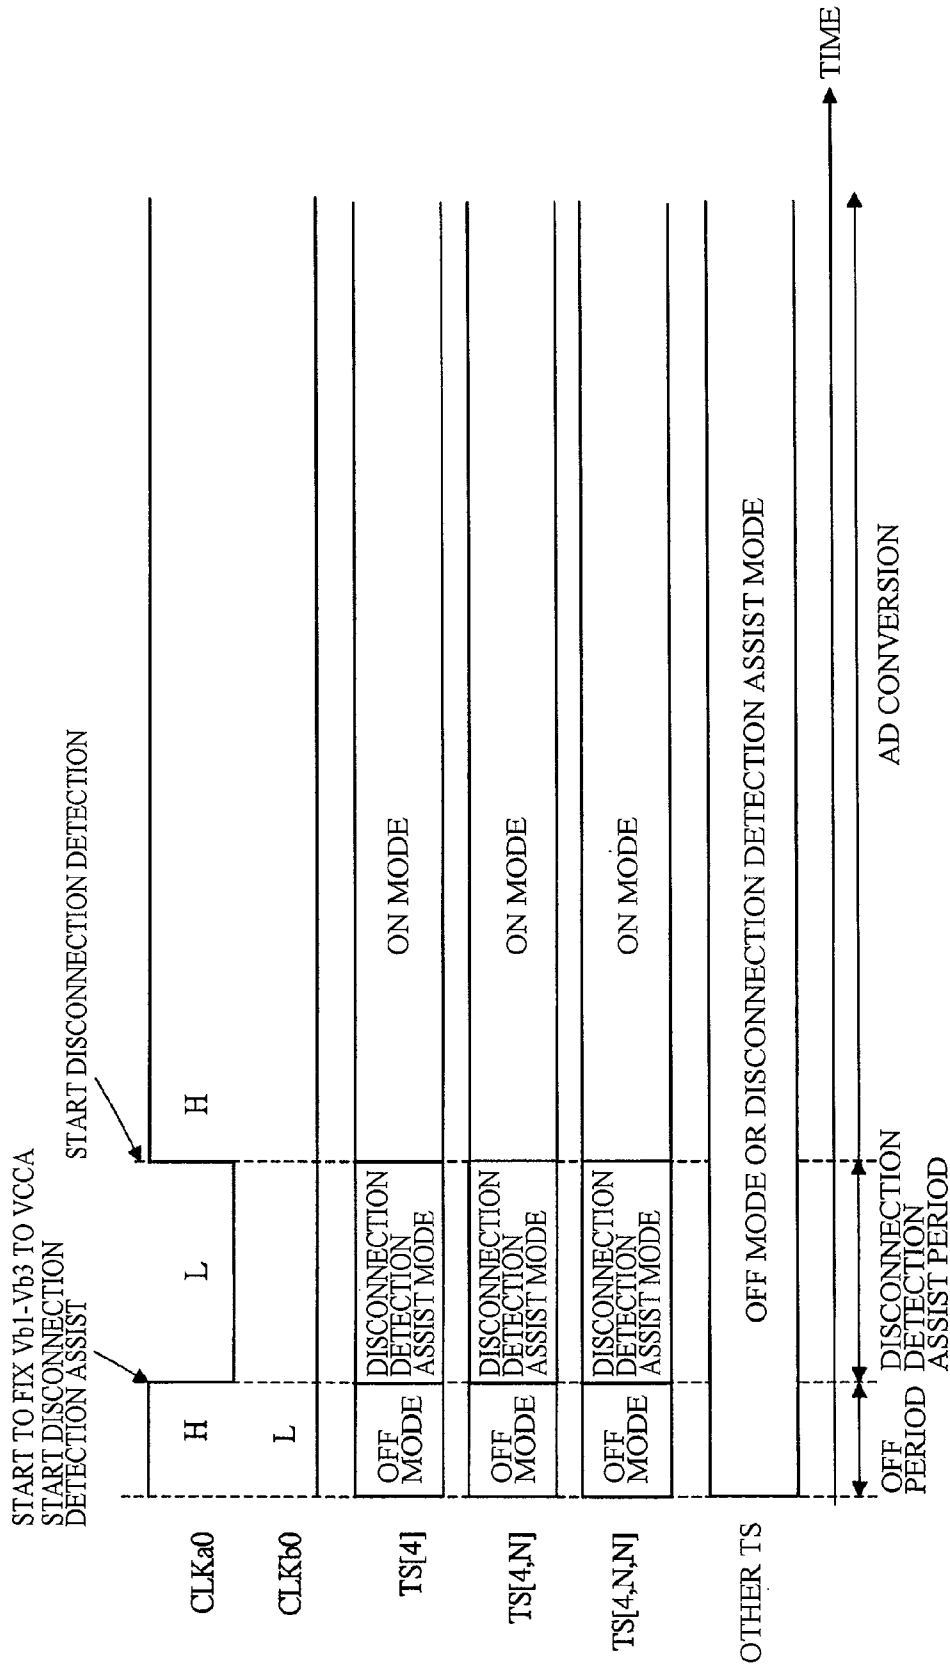 START TO FIX Vb1-Vb3 TO VCCA
START DISCONNECTION
DETECTION ASSIST
START DISCONNECTION DETECTION
CLKa0
H
L
H
CLKb0
L
TS[4]
OFF
MODE
DISCONNECTION
DETECTION
ASSIST MODE
ON MODE
TS[4,N]
OFF
MODE
DISCONNECTION
DETECTION
ASSIST MODE
ON MODE
TS[4,N,N]
OFF
MODE
DISCONNECTION
DETECTION
ASSIST MODE
ON MODE
OTHER TS
OFF MODE OR DISCONNECTION DETECTION ASSIST MODE
TIME
OFF
PERIOD
DISCONNECTION
DETECTION
ASSIST PERIOD
AD CONVERSION